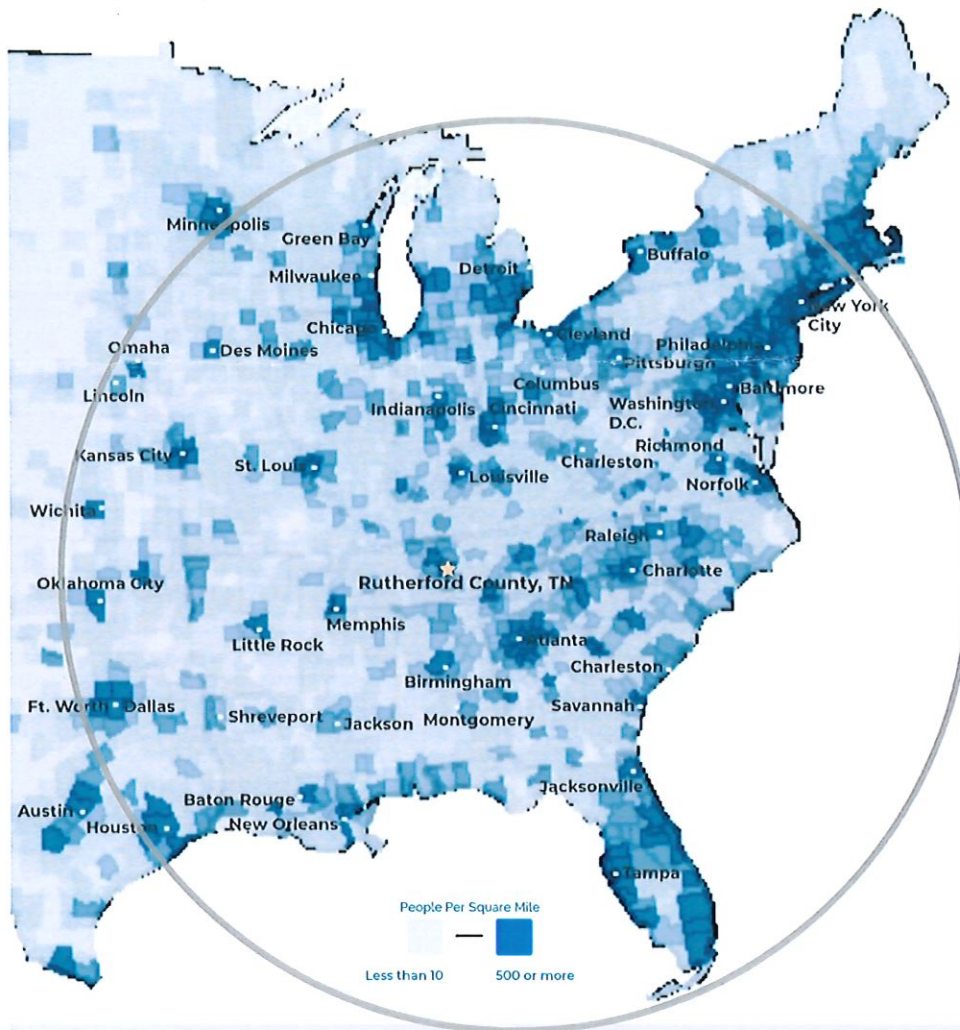 Minneapolis
Green Bay
Milwaukee
Detroit
Buffalo
Chicago
Clevland
New York
City
Omaha
Des Moines
Philadelphia
Pittsburgh
Lincoln
Columbus
Baltimore
Indianapolis
Cincinnati
Washington
D.C.
Richmond
Kansas City
St. Louis
Charleston
Louisville
Norfolk
Wichita
Raleigh
Oklahoma City
Rutherford County, TN
Charlotte
Memphis
Little Rock
Atlanta
Charleston
Birmingham
Ft. Worth
Dallas
Shreveport
Jackson
Montgomery
Savannah
Jacksonville
Austin
Baton Rouge
Houston
New Orleans
Tampa
People Per Square Mile
Less than 10
500 or more